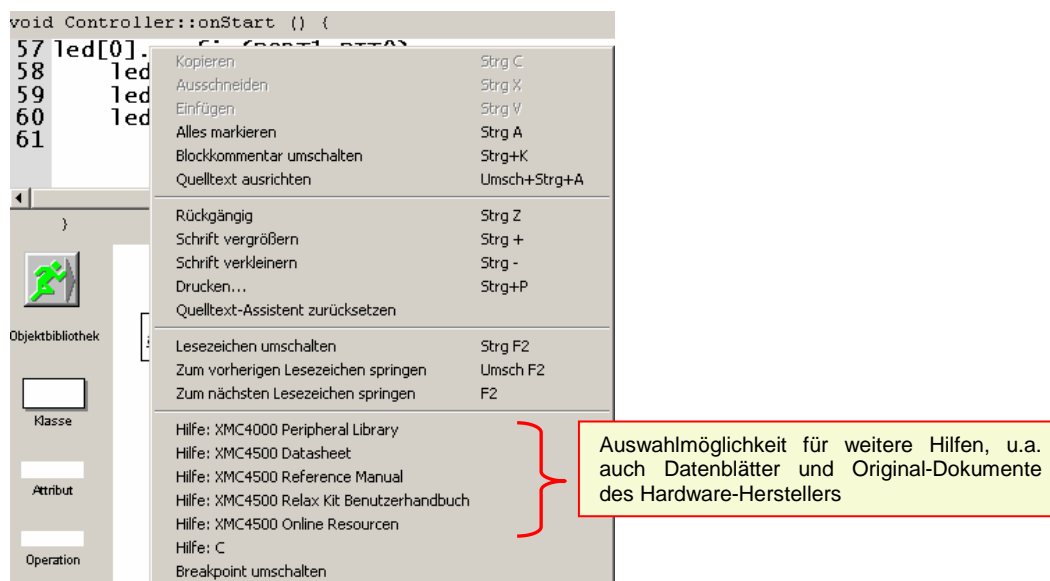 void Controller::onStart () {
57 led[0].
58 led
59 led
60 led
61
}
Kopieren Strg C
Ausschneiden Strg X
Einfügen Strg V
Alles markieren Strg A
Blockkommentar umschalten Strg+K
Quelltext ausrichten Umsch+Strg+A
Rückgängig Strg Z
Schrift vergrößern Strg +
Schrift verkleinern Strg -
Drucken... Strg+P
Quelltext-Assistent zurücksetzen
Lesezeichen umschalten Strg F2
Zum vorherigen Lesezeichen springen Umsch F2
Zum nächsten Lesezeichen springen F2
Hilfe: XMC4000 Peripheral Library
Hilfe: XMC4500 Datasheet
Hilfe: XMC4500 Reference Manual
Hilfe: XMC4500 Relax Kit Benutzerhandbuch
Hilfe: XMC4500 Online Resourcen
Hilfe: C
Breakpoint umschalten
Objektbibliothek
Klasse
Attribut
Operation
Auswahlmöglichkeit für weitere Hilfen, u.a.
auch Datenblätter und Original-Dokumente
des Hardware-Herstellers